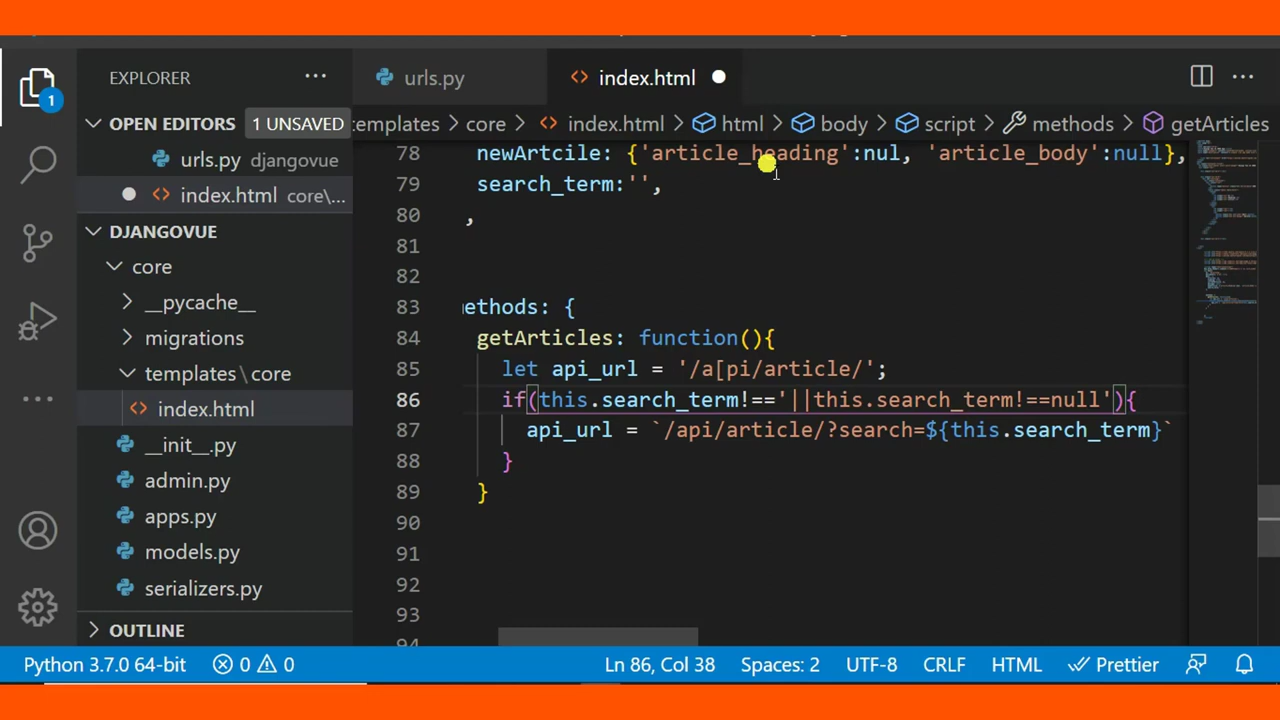 EXPLORER ···
urls.py
index.html
···
OPEN EDITORS 1 UNSAVED
templates > core > index.html > html > body > script > methods > getArticles
78 newArtcile: {'article_heading':nul, 'article_body':null},
urls.py djangovue
79 search_term:'',
index.html core\...
80 ,
DJANGOVUE
81
core
82
__pycache__
83 ethods: {
migrations
84 getArticles: function(){
templates\core
85 let api_url = '/a[pi/article/';
index.html
86 if(this.search_term!=='||this.search_term!==null'){
__init__.py
87 api_url = `/api/article/?search=${this.search_term}`
admin.py
88 }
apps.py
89 }
models.py
90
serializers.py
91
92
93
OUTLINE
1
Python 3.7.0 64-bit 0 0 Ln 86, Col 38 Spaces: 2 UTF-8 CRLF HTML Prettier